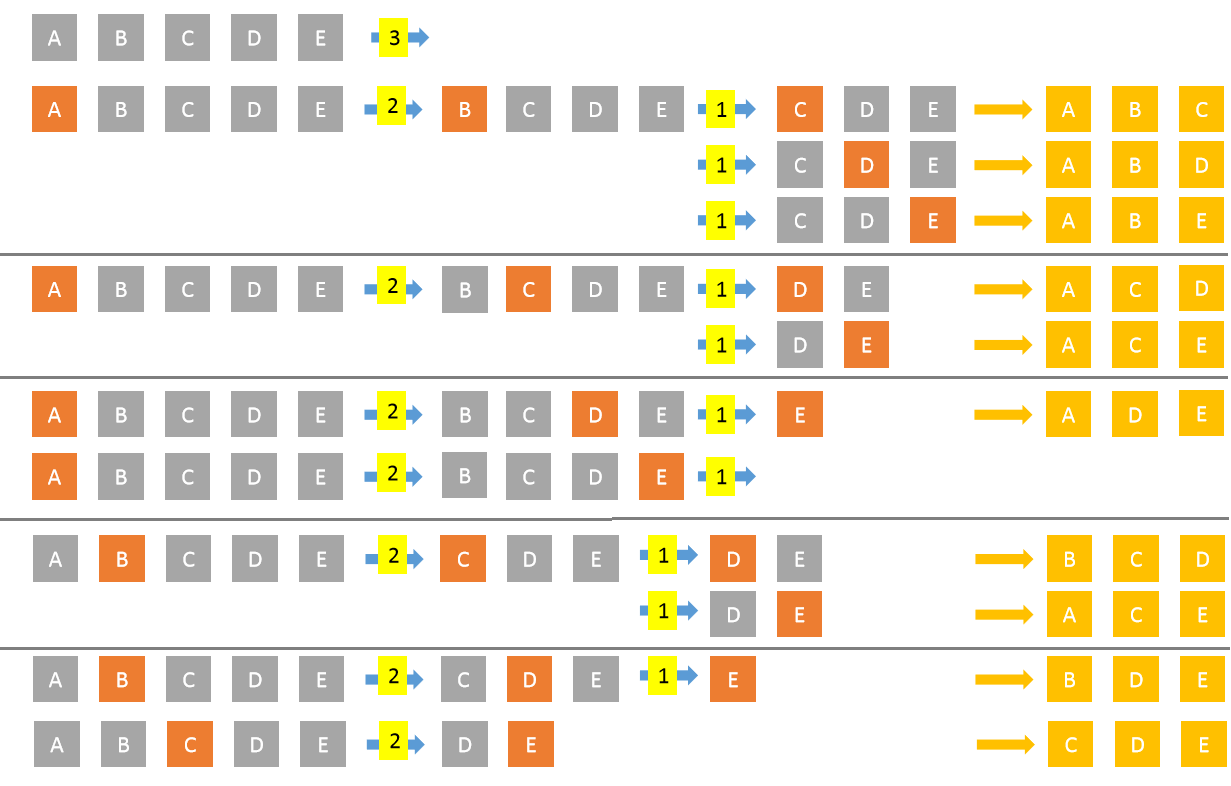 A B C D E 3
A B C D E 2 B C D E 1 C D E A B C
1 C D E A B D
1 C D E A B E
A B C D E 2 B C D E 1 D E A C D
1 D E A C E
A B C D E 2 B C D E 1 E A D E
A B C D E 2 B C D E 1
A B C D E 2 C D E 1 D E B C D
1 D E A C E
A B C D E 2 C D E 1 E B D E
A B C D E 2 D E C D E